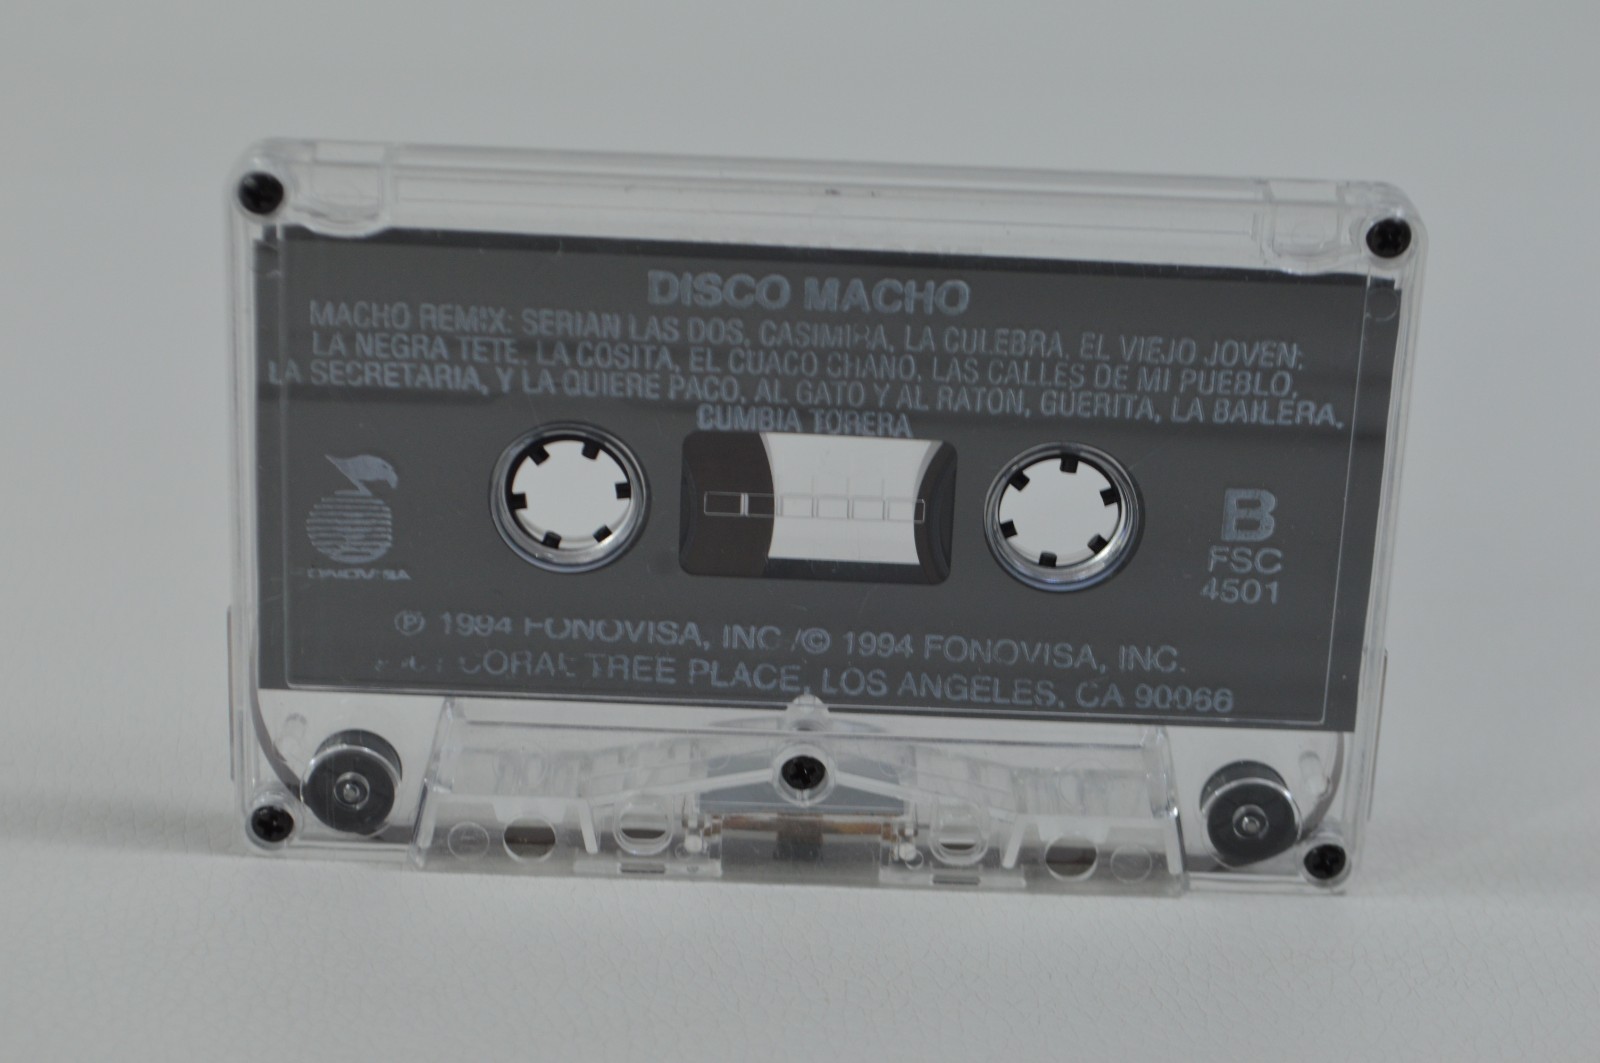 DISCO MACHO
MACHO REMIX: SERIAN LAS DOS, CASIMIRA, LA CULEBRA, EL VIEJO JOVEN;
LA NEGRA TETE, LA COSITA, EL CUACO CHANO, LAS CALLES DE MI PUEBLO,
LA SECRETARIA, Y LA QUIERE PACO, AL GATO Y AL RATON, GUERITA, LA BAILERA,
CUMBIA TORERA
FONOVISA
B
FSC
4501
℗ 1994 FONOVISA, INC./© 1994 FONOVISA, INC.
CORAL TREE PLACE, LOS ANGELES, CA 90066